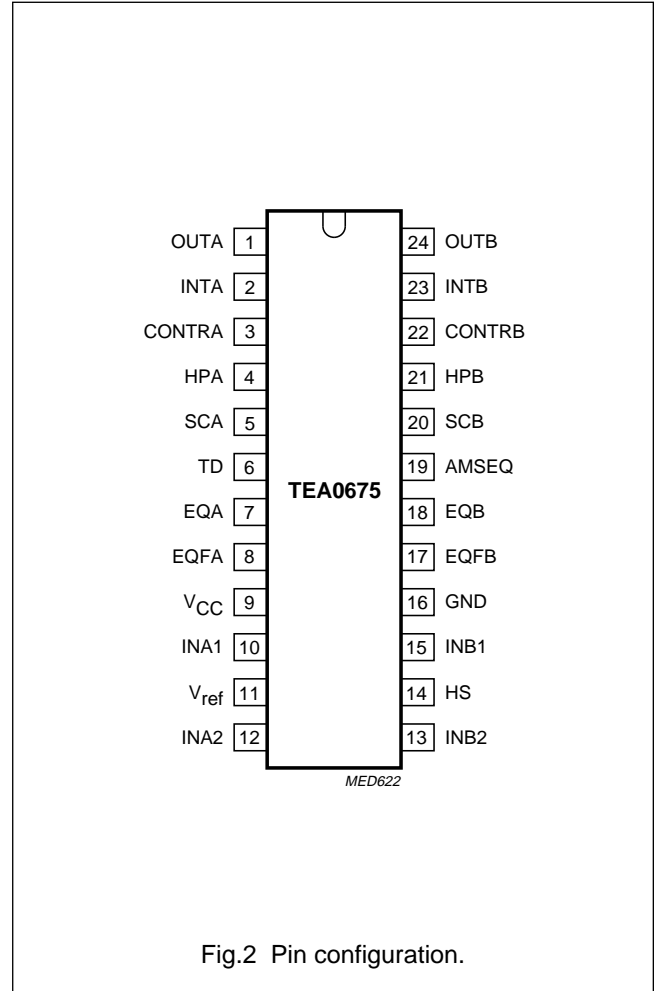 OUTA 1 24 OUTB
INTA 2 23 INTB
CONTRA 3 22 CONTRB
HPA 4 21 HPB
SCA 5 20 SCB
TD 6 19 AMSEQ
TEA0675
EQA 7 18 EQB
EQFA 8 17 EQFB
VCC 9 16 GND
INA1 10 15 INB1
Vref 11 14 HS
INA2 12 13 INB2
MED622
Fig.2 Pin configuration.